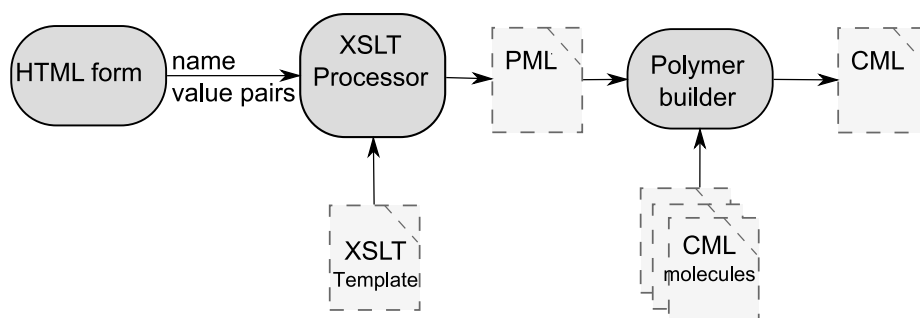 HTML form
name
value pairs
XSLT
Processor
PML
Polymer
builder
CML
XSLT
Template
CML
molecules